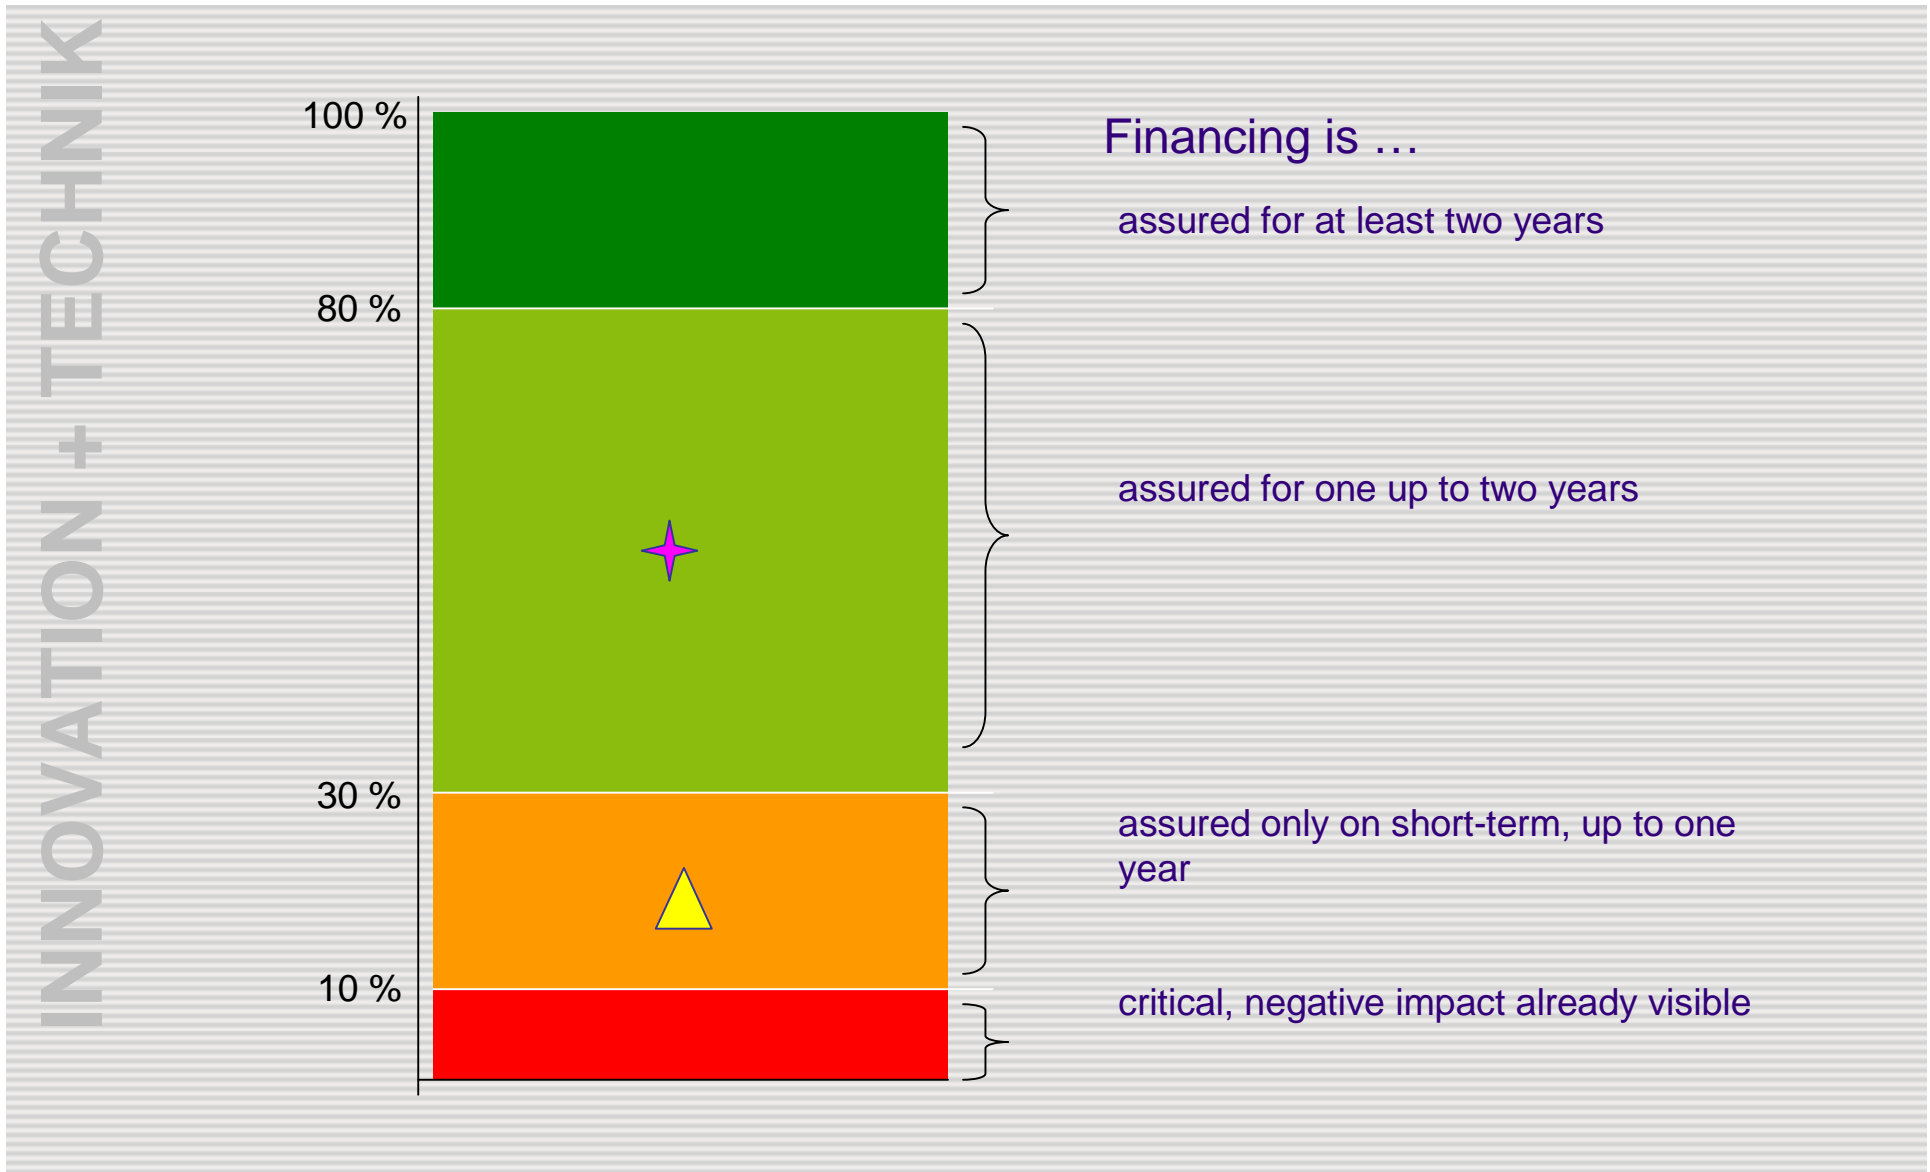 INNOVATION + TECHNIK
100 %
Financing is …
assured for at least two years
80 %
assured for one up to two years
30 %
assured only on short-term, up to one
year
10 %
critical, negative impact already visible